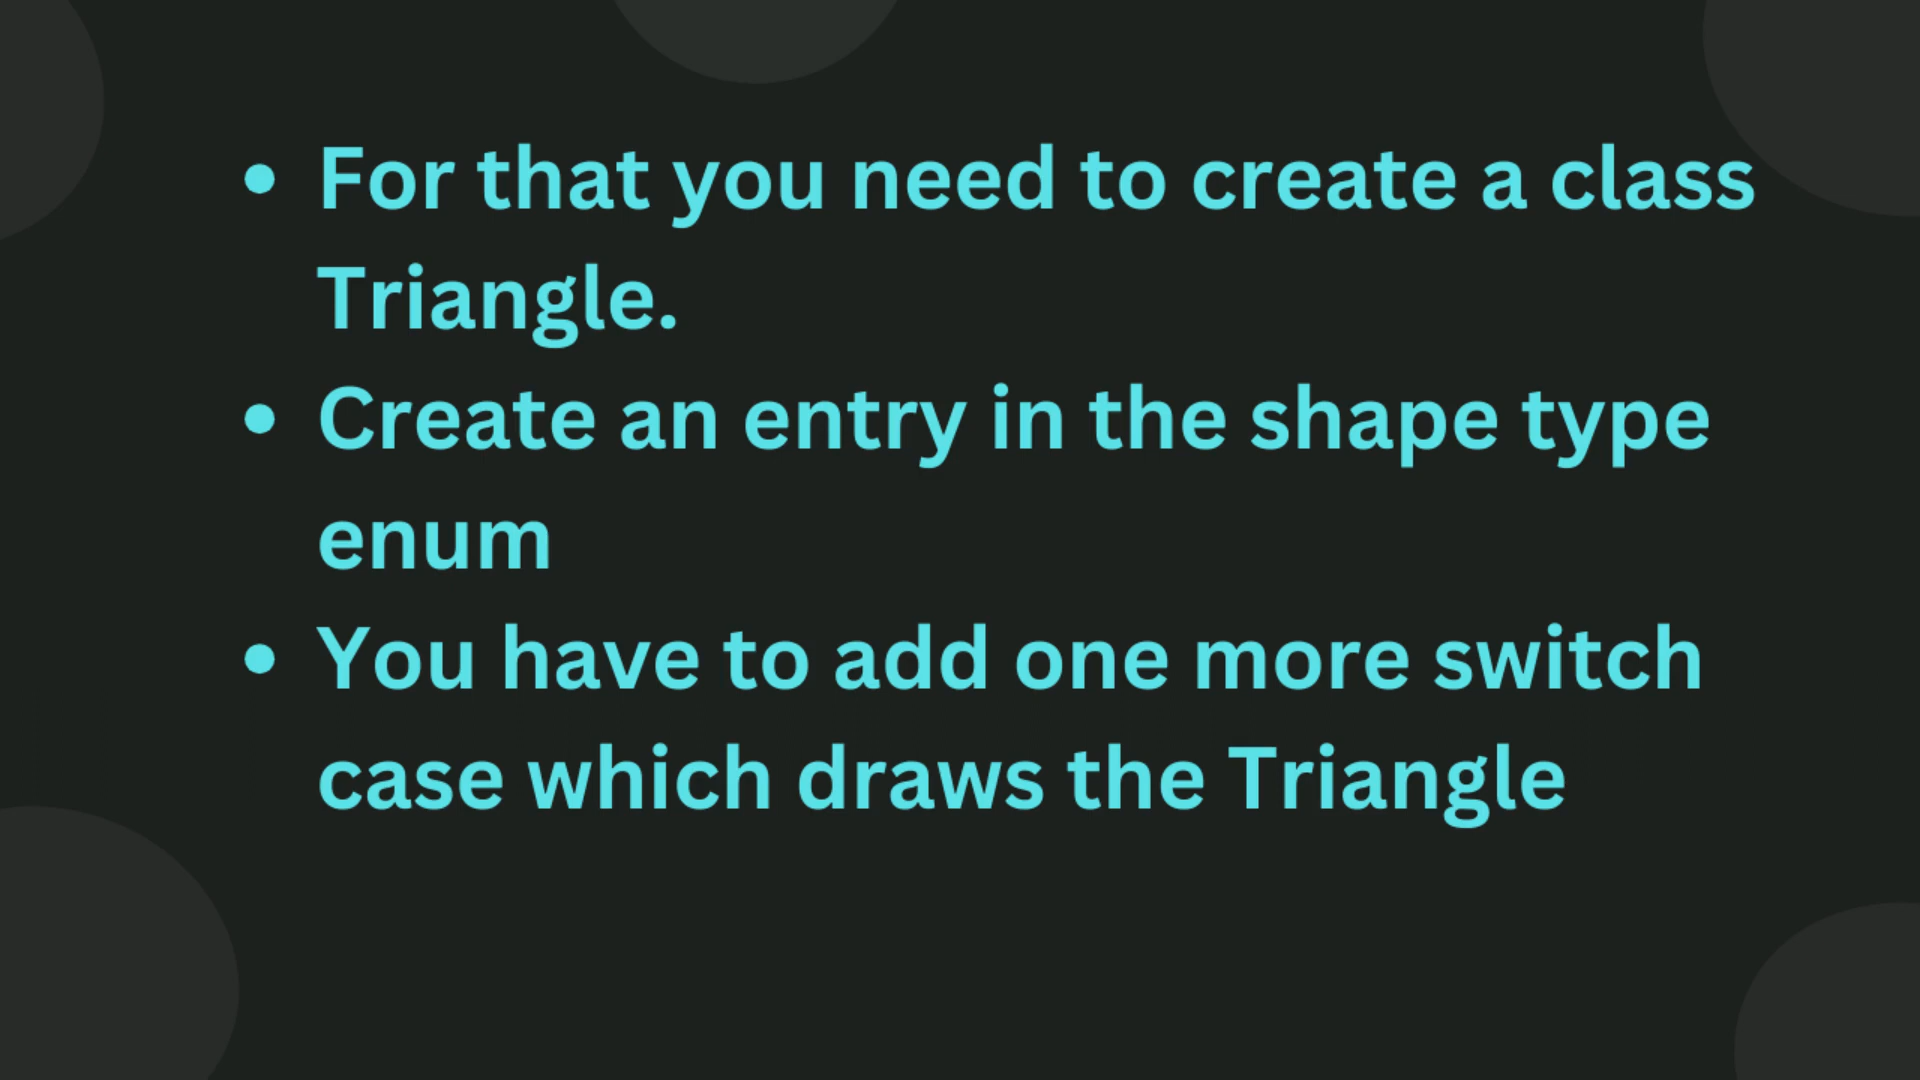 • For that you need to create a class
Triangle.
• Create an entry in the shape type
enum
• You have to add one more switch
case which draws the Triangle